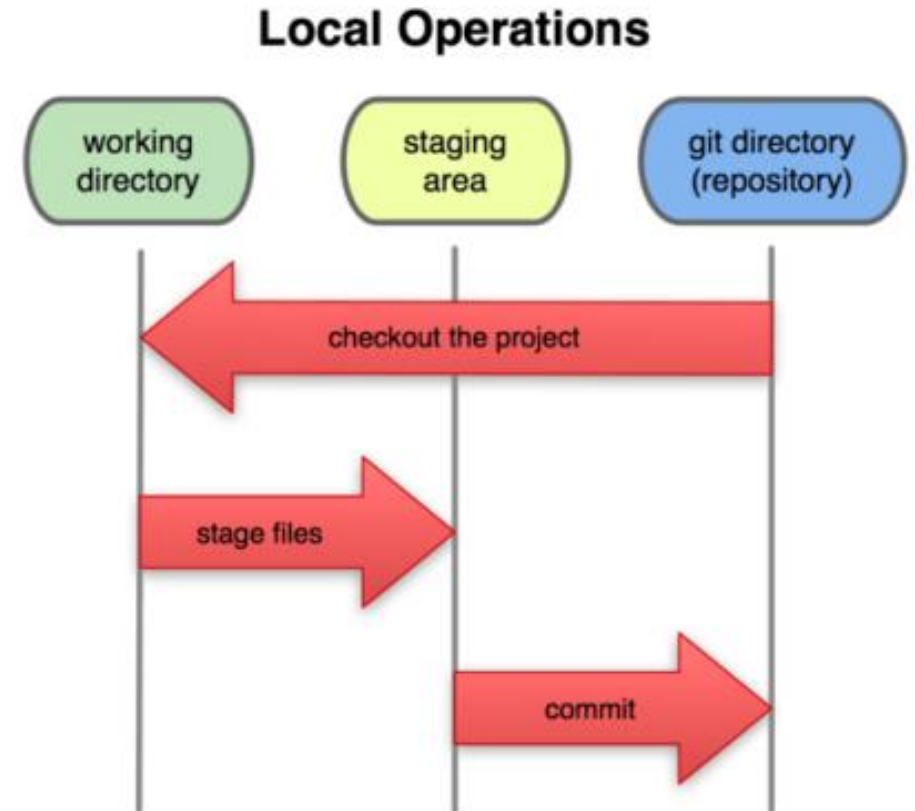 Local Operations
working
directory
staging
area
git directory
(repository)
checkout the project
stage files
commit